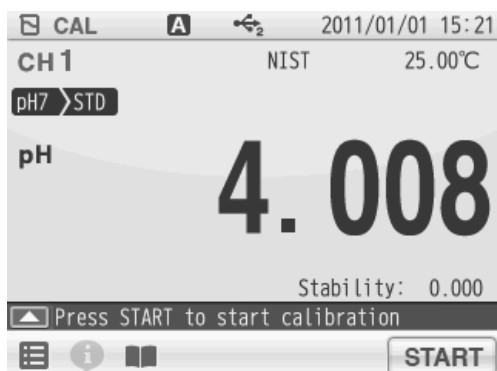 CAL A 2 2011/01/01 15:21
CH1 NIST 25.00℃
pH7 STD
pH 4.008
Stability: 0.000
Press START to start calibration
i START